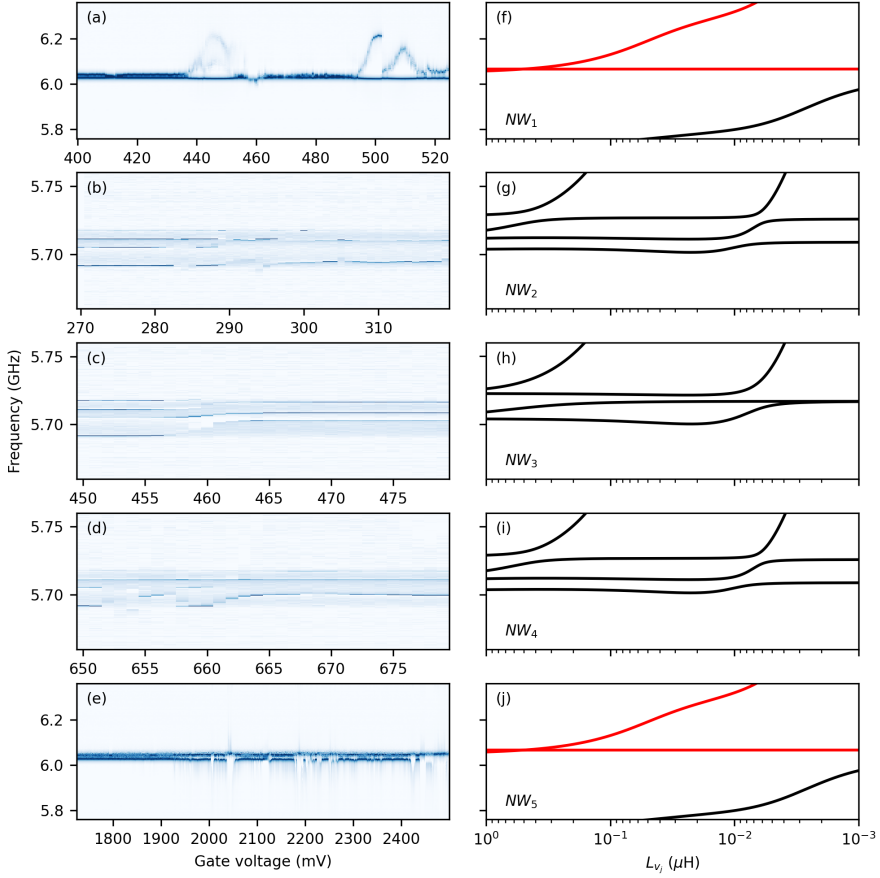 (a)
6.2
6.0
5.8
400 420 440 460 480 500 520
(f)
NW₁
(b)
5.75
5.70
270 280 290 300 310
(g)
NW₂
(c)
5.75
5.70
450 455 460 465 470 475
(h)
NW₃
Frequency (GHz)
(d)
5.75
5.70
650 655 660 665 670 675
(i)
NW₄
(e)
6.2
6.0
5.8
1800 1900 2000 2100 2200 2300 2400
Gate voltage (mV)
(j)
NW₅
10⁰ 10⁻¹ 10⁻² 10⁻³
L_{v_j} (μH)